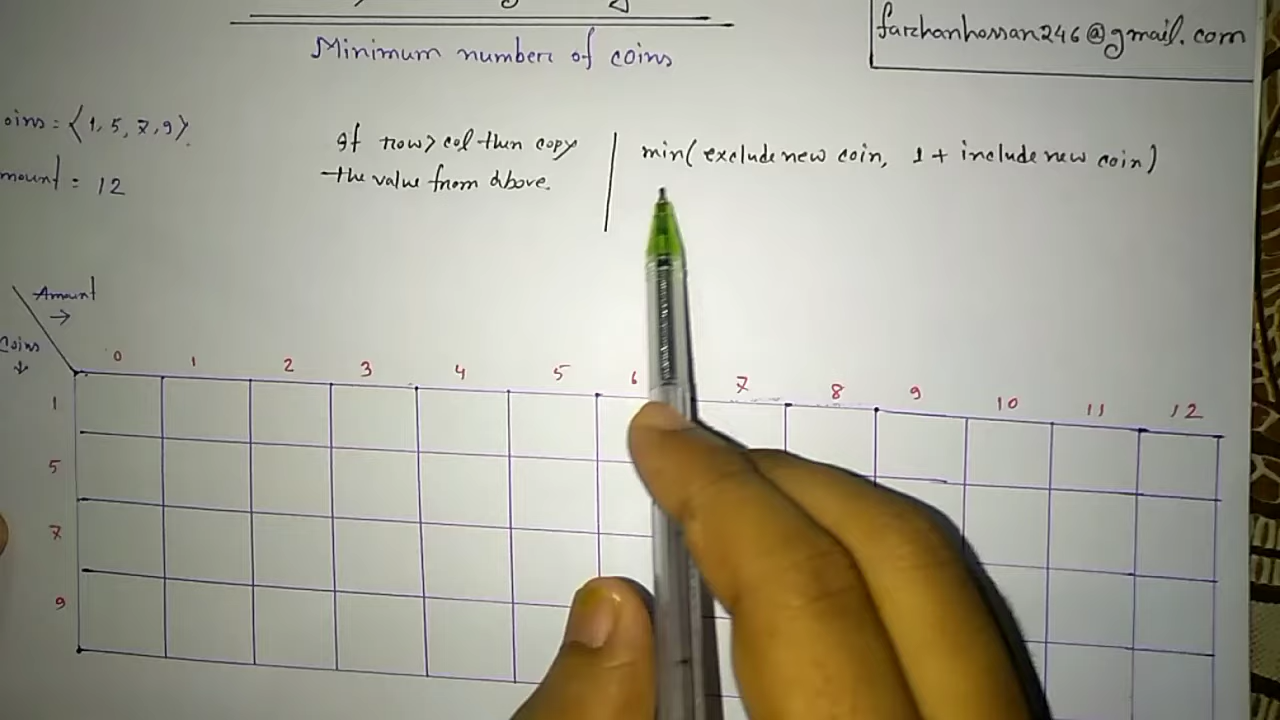 farhanhossan246@gmail.com
Minimum number of coins
oins = {1, 5, 7, 9}
mount = 12
if row > col then copy
the value from above.
min( exclude new coin, 1 + include new coin)
Amount
→
Coins
↓
0 1 2 3 4 5 6 7 8 9 10 11 12
1
5
7
9